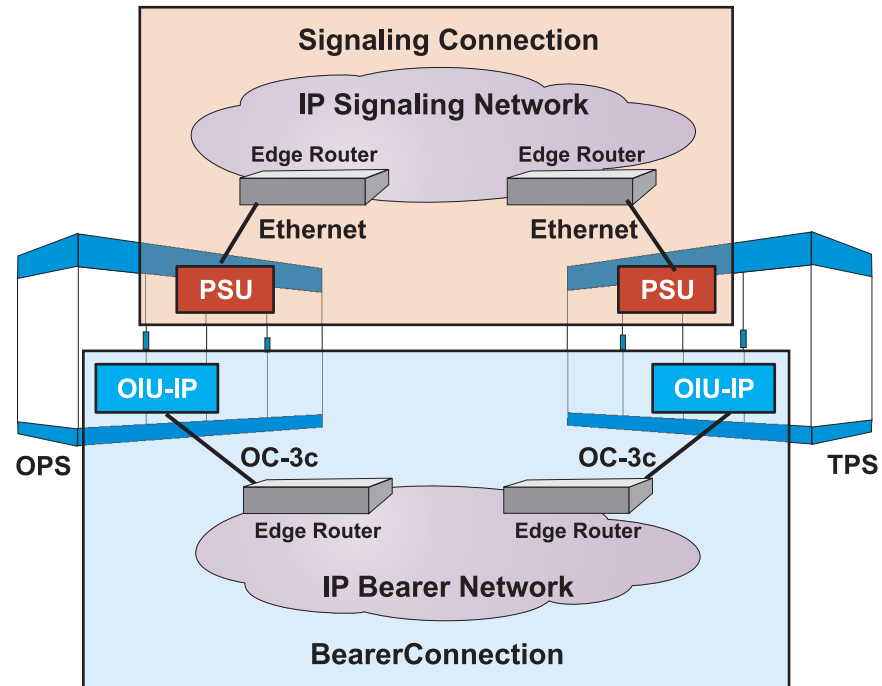 Signaling Connection
IP Signaling Network
Edge Router
Edge Router
Ethernet
Ethernet
PSU
PSU
OIU-IP
OIU-IP
OPS
OC-3c
OC-3c
TPS
Edge Router
Edge Router
IP Bearer Network
BearerConnection